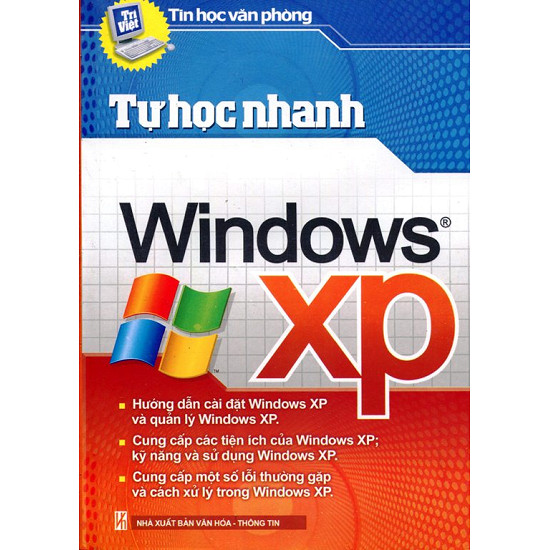 Trí
Việt
Tin học văn phòng
Tự học nhanh
Windows®
xp
™
Hướng dẫn cài đặt Windows XP
và quản lý Windows XP.
Cung cấp các tiện ích của Windows XP;
kỹ năng và sử dụng Windows XP.
Cung cấp một số lỗi thường gặp
và cách xử lý trong Windows XP.
NHÀ XUẤT BẢN VĂN HÓA - THÔNG TIN